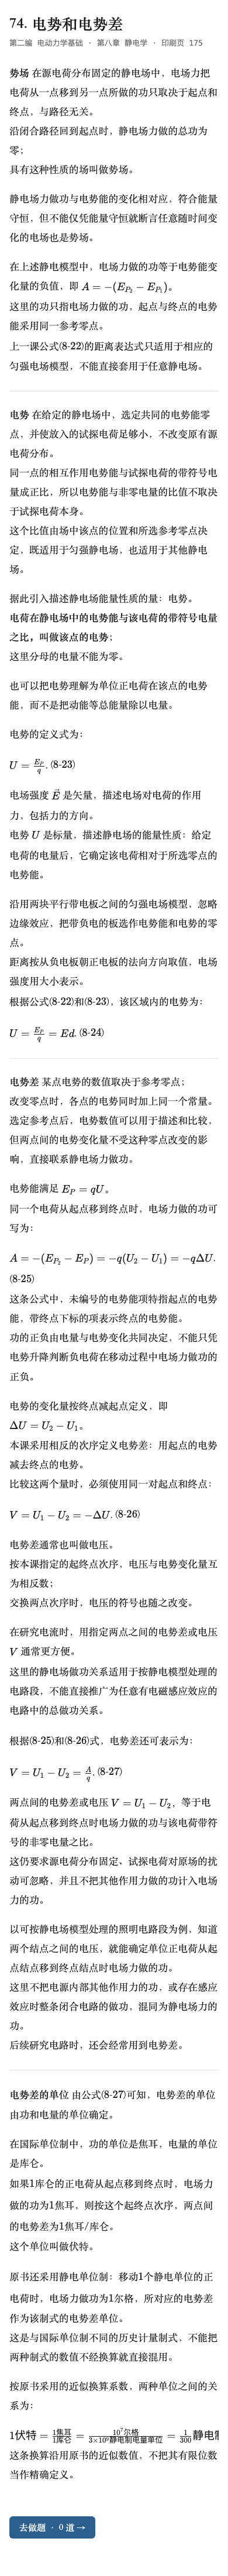 74. 电势和电势差
第二编 电动力学基础 · 第八章 静电学 · 印刷页 175
势场 在源电荷分布固定的静电场中，电场力把
电荷从一点移到另一点所做的功只取决于起点和
终点，与路径无关。
沿闭合路径回到起点时，静电场力做的总功为
零；
具有这种性质的场叫做势场。
静电场力做功与电势能的变化相对应，符合能量
守恒，但不能仅凭能量守恒就断言任意随时间变
化的电场也是势场。
在上述静电模型中，电场力做的功等于电势能变
化量的负值，即 A = −(E_{P_2} − E_{P_1})。
这里的功只指电场力做的功，起点与终点的电势
能采用同一参考零点。
上一课公式(8-22)的距离表达式只适用于相应的
匀强电场模型，不能直接套用于任意静电场。
电势 在给定的静电场中，选定共同的电势能零
点，并使放入的试探电荷足够小，不改变原有源
电荷分布。
同一点的相互作用电势能与试探电荷的带符号电
量成正比，所以电势能与非零电量的比值不取决
于试探电荷本身。
这个比值由场中该点的位置和所选参考零点决
定，既适用于匀强静电场，也适用于其他静电
场。
据此引入描述静电场能量性质的量：电势。
电荷在静电场中的电势能与该电荷的带符号电量
之比，叫做该点的电势；
这里分母的电量不能为零。
也可以把电势理解为单位正电荷在该点的电势
能，而不是把动能等总能量除以电量。
电势的定义式为：
U = \frac{E_P}{q}. (8-23)
电场强度 \vec{E} 是矢量，描述电场对电荷的作用
力，包括力的方向。
电势 U 是标量，描述静电场的能量性质：给定
电荷的电量后，它确定该电荷相对于所选零点的
电势能。
沿用两块平行带电板之间的匀强电场模型，忽略
边缘效应，把带负电的板选作电势能和电势的零
点。
距离按从负电板朝正电板的法向方向取值，电场
强度用大小表示。
根据公式(8-22)和(8-23)，该区域内的电势为：
U = \frac{E_P}{q} = Ed. (8-24)
电势差 某点电势的数值取决于参考零点；
改变零点时，各点的电势同时加上同一个常量。
选定参考点后，电势数值可以用于描述和比较，
但两点间的电势变化量不受这种零点改变的影
响，直接联系静电场力做功。
电势能满足 E_P = qU。
同一个电荷从起点移到终点时，电场力做的功可
写为：
A = −(E_{P_2} − E_P) = −q(U_2 − U_1) = −qΔU.
(8-25)
这条公式中，未编号的电势能项特指起点的电势
能，带终点下标的项表示终点的电势能。
功的正负由电量与电势变化共同决定，不能只凭
电势升降判断负电荷在移动过程中电场力做功的
正负。
电势的变化量按终点减起点定义，即
ΔU = U_2 − U_1。
本课采用相反的次序定义电势差：用起点的电势
减去终点的电势。
比较这两个量时，必须使用同一对起点和终点：
V = U_1 − U_2 = −ΔU. (8-26)
电势差通常也叫做电压。
按本课指定的起终点次序，电压与电势变化量互
为相反数；
交换两点次序时，电压的符号也随之改变。
在研究电流时，用指定两点之间的电势差或电压
V 通常更方便。
这里的静电场做功关系适用于按静电模型处理的
电路段，不能直接推广为任意有电磁感应效应的
电路中的总做功关系。
根据(8-25)和(8-26)式，电势差还可表示为：
V = U_1 − U_2 = \frac{A}{q}. (8-27)
两点间的电势差或电压 V = U_1 − U_2，等于电
荷从起点移到终点时电场力做的功与该电荷带符
号的非零电量之比。
这仍要求源电荷分布固定、试探电荷对原场的扰
动可忽略，并且不把其他作用力做的功计入电场
力的功。
以可按静电场模型处理的照明电路段为例，知道
两个结点之间的电压，就能确定单位正电荷从起
点结点移到终点结点时电场力做的功。
这里不把电源内部其他作用力的功，或存在感应
效应时整条闭合电路的做功，混同为静电场力的
功。
后续研究电路时，还会经常用到电势差。
电势差的单位 由公式(8-27)可知，电势差的单位
由功和电量的单位确定。
在国际单位制中，功的单位是焦耳，电量的单位
是库仑。
如果1库仑的正电荷从起点移到终点时，电场力
做的功为1焦耳，则按这个起终点次序，两点间
的电势差为1焦耳/库仑。
这个单位叫做伏特。
原书还采用静电单位制：移动1个静电单位的正
电荷时，电场力做功为1尔格，所对应的电势差
作为该制式的电势差单位。
这是与国际单位制不同的历史计量制式，不能把
两种制式的数值不经换算就直接混用。
按原书采用的近似换算系数，两种单位之间的关
系为：
1伏特 = \frac{1焦耳}{1库仑} = \frac{10^7尔格}{3×10^9静电制电量单位} = \frac{1}{300}静电制
这条换算沿用原书的近似数值，不把其有限位数
当作精确定义。
去做题 · 0 道 →